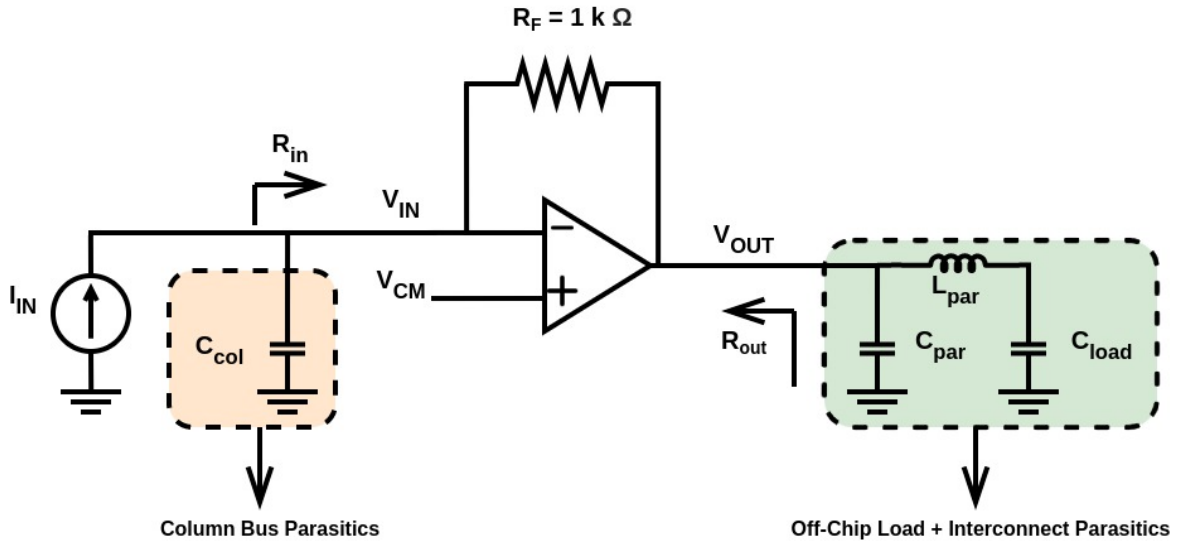 R_F = 1 k Ω
R_in
V_IN
V_OUT
V_CM
I_IN
L_par
C_col
R_out
C_par
C_load
−
+
Column Bus Parasitics
Off-Chip Load + Interconnect Parasitics